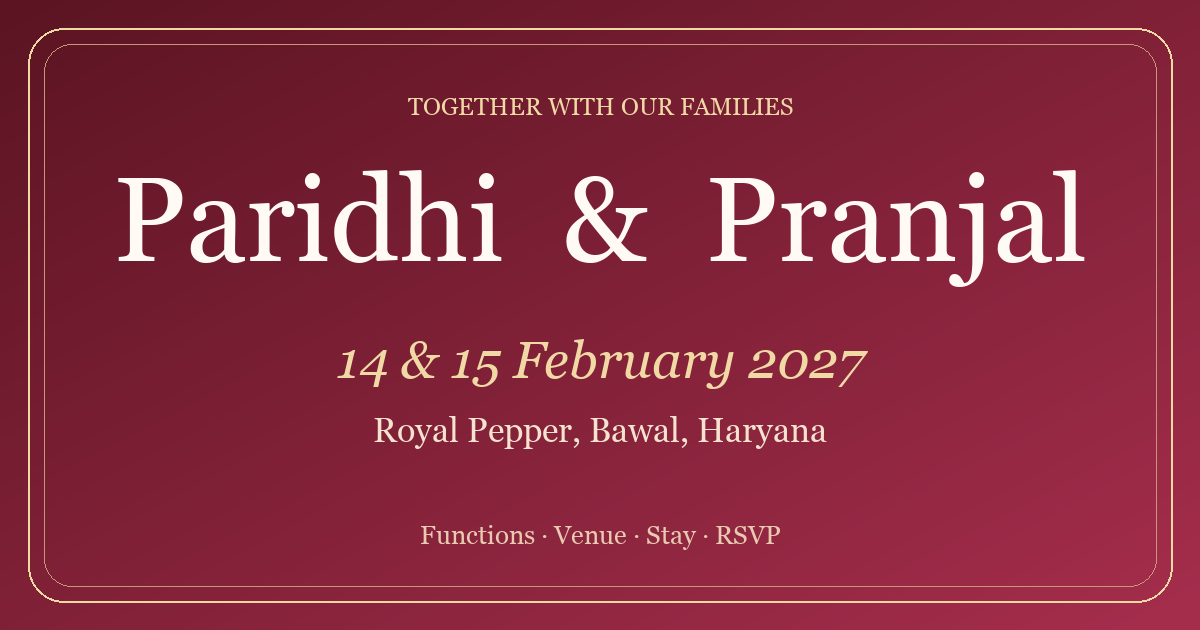 TOGETHER WITH OUR FAMILIES
Paridhi & Pranjal
14 & 15 February 2027
Royal Pepper, Bawal, Haryana
Functions · Venue · Stay · RSVP